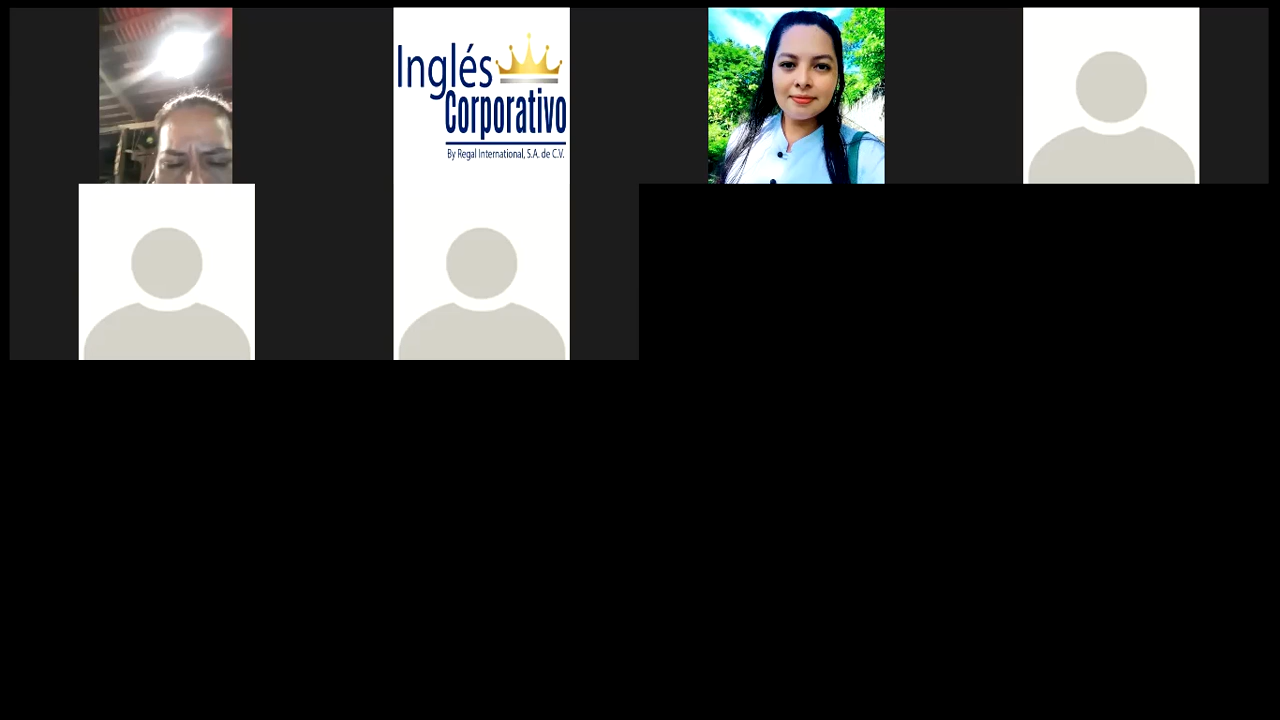 Inglés
Corporativo
By Regal International, S.A. de C.V.